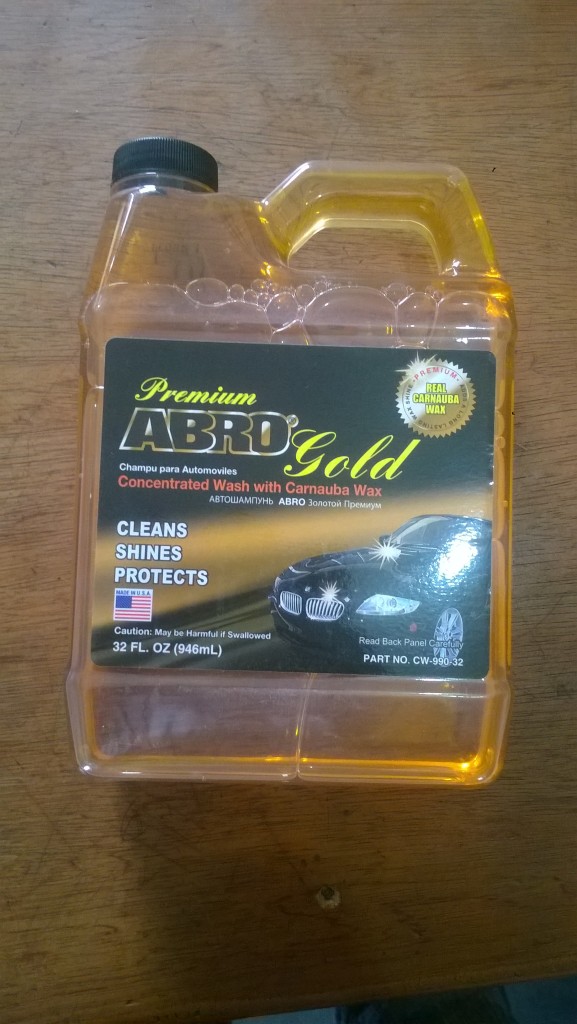 Premium
ABRO®
Gold
PREMIUM
REAL
CARNAUBA
WAX
Champu para Automoviles
Concentrated Wash with Carnauba Wax
АВТОШАМПУНЬ ABRO Золотой Премиум
CLEANS
SHINES
PROTECTS
MADE IN U.S.A.
Caution: May be Harmful if Swallowed
32 FL. OZ (946mL)
Read Back Panel Carefully
PART NO. CW-990-32